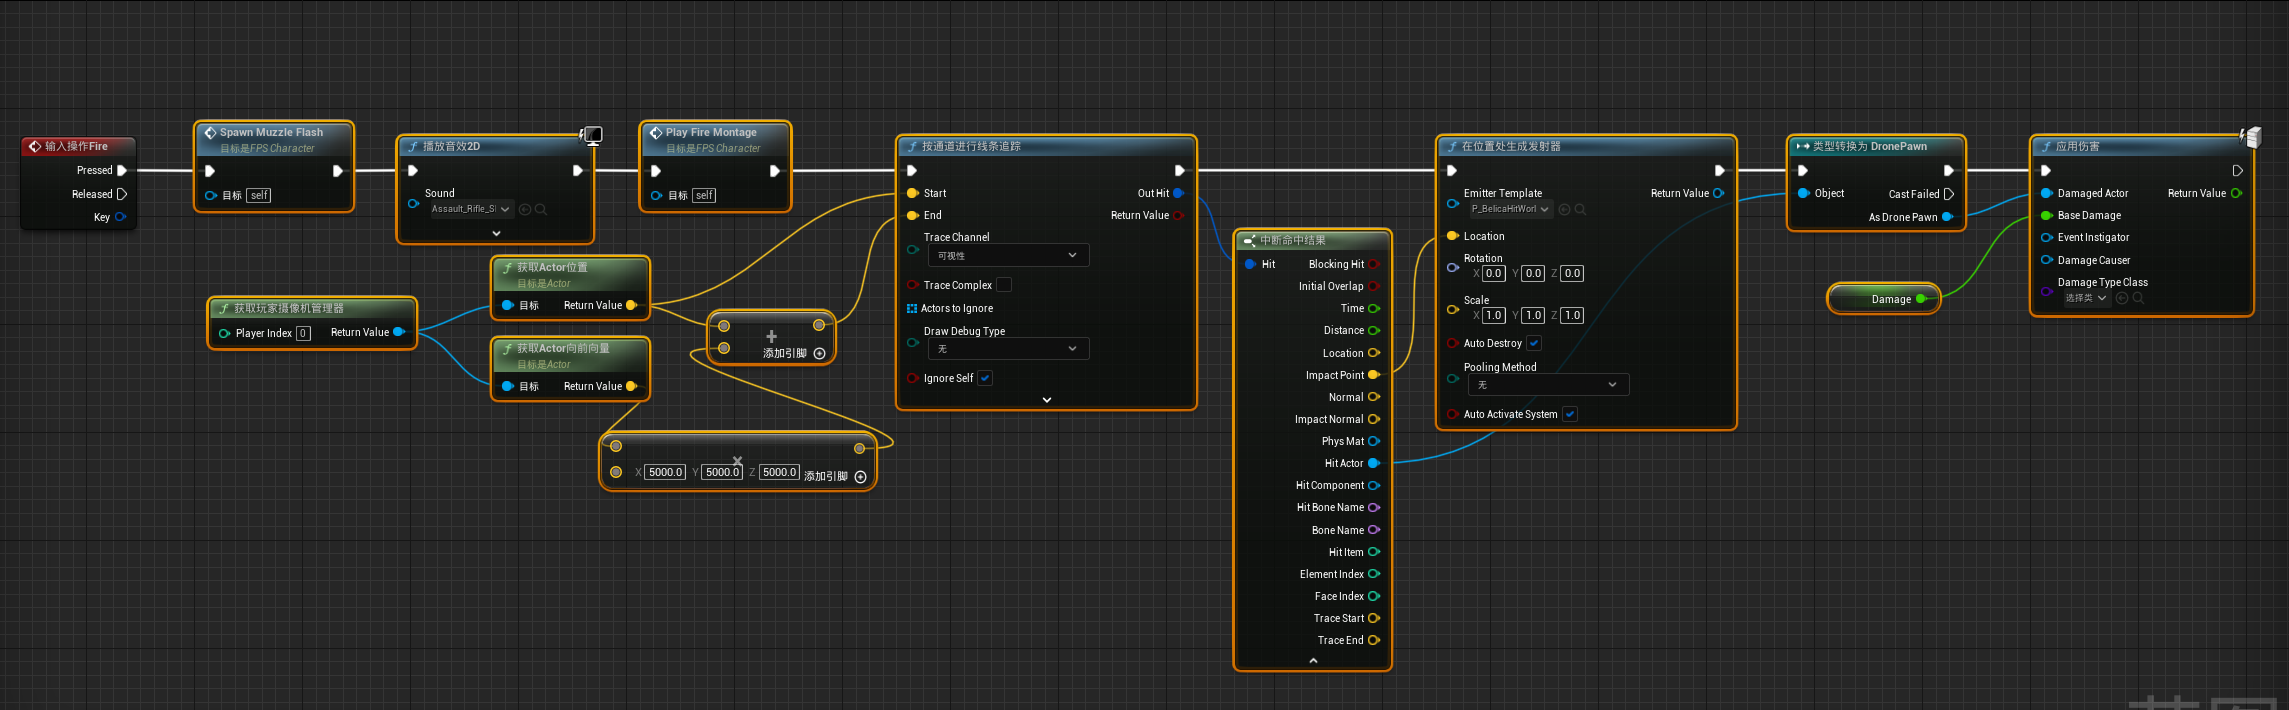 输入操作Fire
Pressed
Released
Key
Spawn Muzzle Flash
目标是FPS Character
目标 self
播放音效2D
Sound
Assault_Rifle_S
Play Fire Montage
目标是FPS Character
目标 self
获取玩家摄像机管理器
Player Index 0 Return Value
获取Actor位置
目标是Actor
目标 Return Value
获取Actor向前向量
目标是Actor
目标 Return Value
+
添加引脚
×
X 5000.0 Y 5000.0 Z 5000.0 添加引脚
按通道进行线条追踪
Start Out Hit
End Return Value
Trace Channel
可视性
Trace Complex
Actors to Ignore
Draw Debug Type
无
Ignore Self
中断命中结果
Hit Blocking Hit
Initial Overlap
Time
Distance
Location
Impact Point
Normal
Impact Normal
Phys Mat
Hit Actor
Hit Component
Hit Bone Name
Bone Name
Hit Item
Element Index
Face Index
Trace Start
Trace End
在位置处生成发射器
Emitter Template Return Value
P_BelicaHitWorl
Location
Rotation
X 0.0 Y 0.0 Z 0.0
Scale
X 1.0 Y 1.0 Z 1.0
Auto Destroy
Pooling Method
无
Auto Activate System
类型转换为 DronePawn
Object Cast Failed
As Drone Pawn
Damage
应用伤害
Damaged Actor Return Value
Base Damage
Event Instigator
Damage Causer
Damage Type Class
选择类